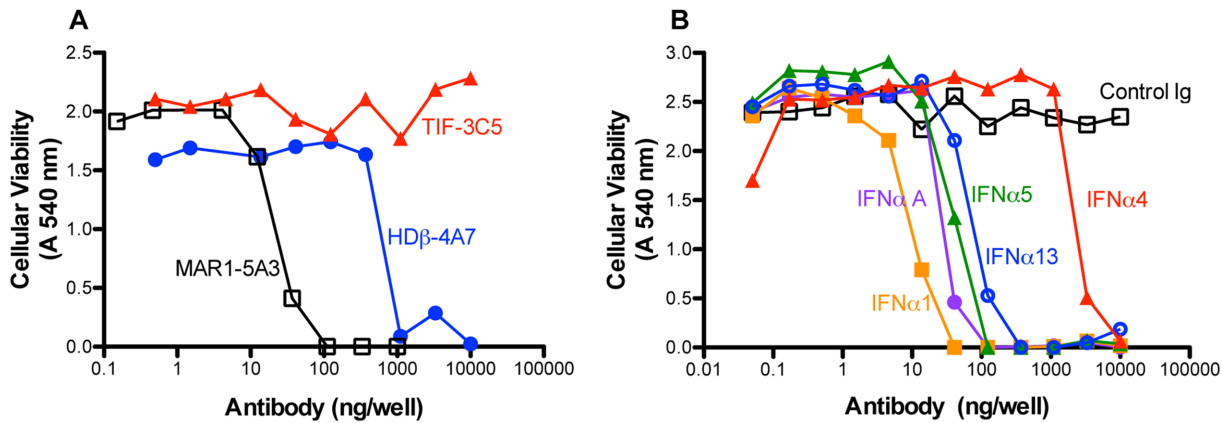 A
Cellular Viability
(A 540 nm)
2.5
2.0
1.5
1.0
0.5
0.0
TIF-3C5
HDβ-4A7
MAR1-5A3
0.1 1 10 100 1000 10000 100000
Antibody (ng/well)
B
Cellular Viability
(A 540 nm)
3.0
2.5
2.0
1.5
1.0
0.5
0.0
Control Ig
IFNα A
IFNα5
IFNα4
IFNα13
IFNα1
0.01 0.1 1 10 100 1000 10000 100000
Antibody (ng/well)